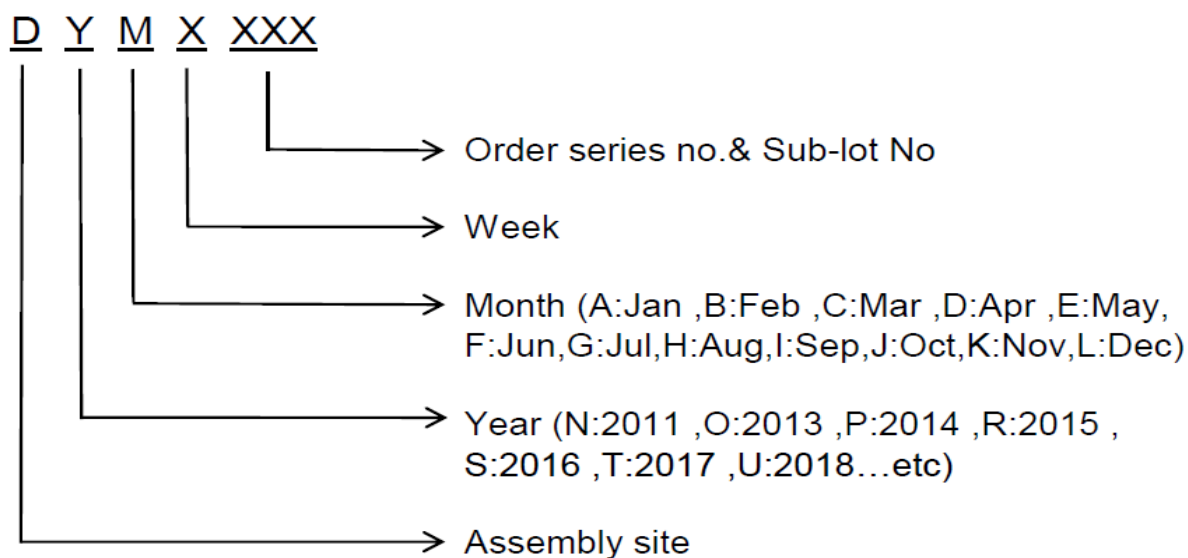 D Y M X XXX
Order series no.& Sub-lot No
Week
Month (A:Jan ,B:Feb ,C:Mar ,D:Apr ,E:May,
F:Jun,G:Jul,H:Aug,I:Sep,J:Oct,K:Nov,L:Dec)
Year (N:2011 ,O:2013 ,P:2014 ,R:2015 ,
S:2016 ,T:2017 ,U:2018...etc)
Assembly site